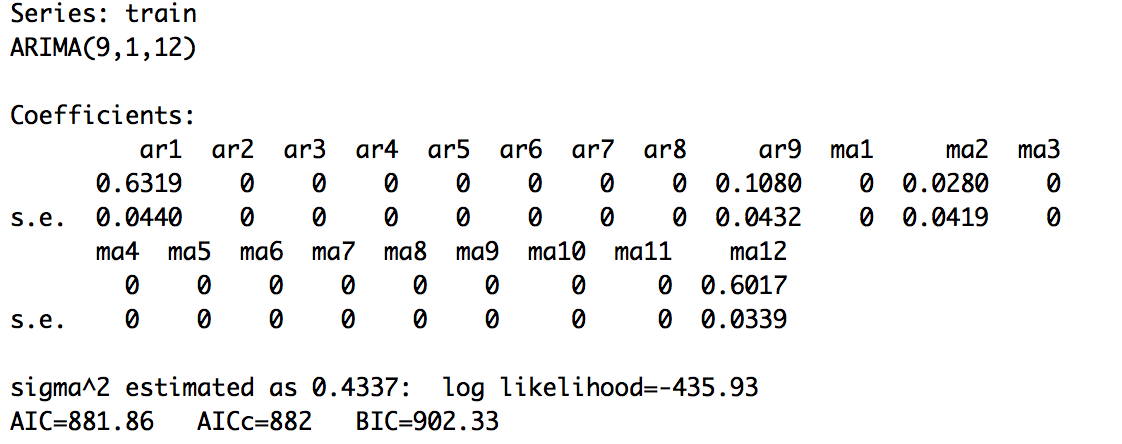 Series: train
ARIMA(9,1,12)
Coefficients:
ar1 ar2 ar3 ar4 ar5 ar6 ar7 ar8 ar9 ma1 ma2 ma3
0.6319 0 0 0 0 0 0 0 0.1080 0 0.0280 0
s.e. 0.0440 0 0 0 0 0 0 0 0.0432 0 0.0419 0
ma4 ma5 ma6 ma7 ma8 ma9 ma10 ma11 ma12
0 0 0 0 0 0 0 0 0.6017
s.e. 0 0 0 0 0 0 0 0 0.0339
sigma^2 estimated as 0.4337: log likelihood=-435.93
AIC=881.86 AICc=882 BIC=902.33